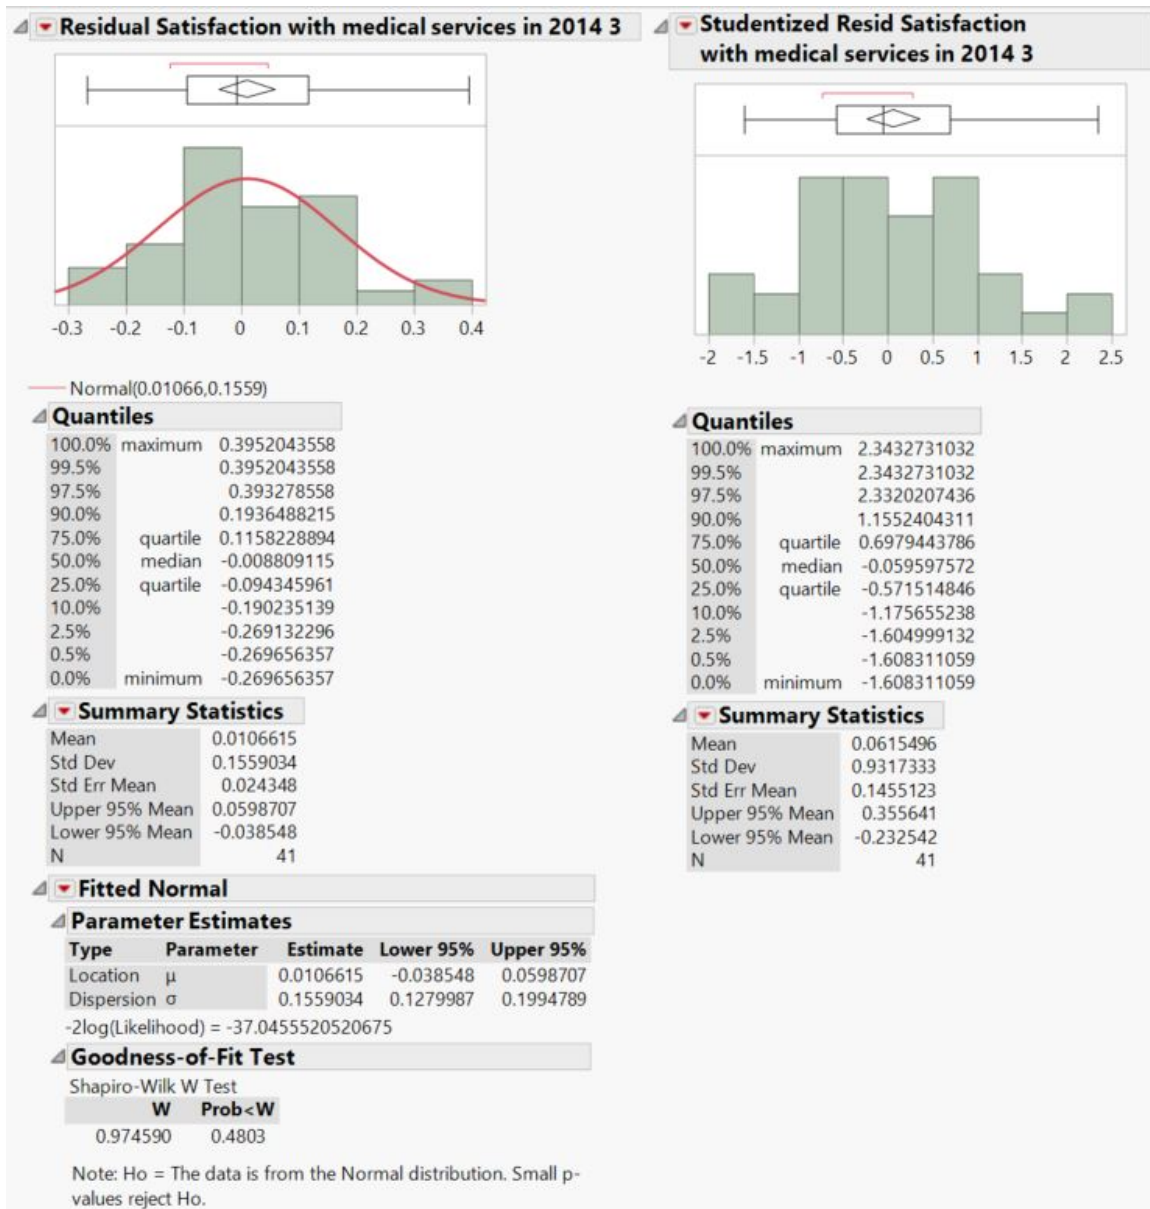 Residual Satisfaction with medical services in 2014 3
-0.3 -0.2 -0.1 0 0.1 0.2 0.3 0.4
Normal(0.01066,0.1559)
Quantiles
100.0% maximum 0.3952043558
99.5% 0.3952043558
97.5% 0.393278558
90.0% 0.1936488215
75.0% quartile 0.1158228894
50.0% median -0.008809115
25.0% quartile -0.094345961
10.0% -0.190235139
2.5% -0.269132296
0.5% -0.269656357
0.0% minimum -0.269656357
Summary Statistics
Mean 0.0106615
Std Dev 0.1559034
Std Err Mean 0.024348
Upper 95% Mean 0.0598707
Lower 95% Mean -0.038548
N 41
Fitted Normal
Parameter Estimates
Type Parameter Estimate Lower 95% Upper 95%
Location μ 0.0106615 -0.038548 0.0598707
Dispersion σ 0.1559034 0.1279987 0.1994789
-2log(Likelihood) = -37.0455520520675
Goodness-of-Fit Test
Shapiro-Wilk W Test
W Prob<W
0.974590 0.4803
Note: Ho = The data is from the Normal distribution. Small p-
values reject Ho.
Studentized Resid Satisfaction
with medical services in 2014 3
-2 -1.5 -1 -0.5 0 0.5 1 1.5 2 2.5
Quantiles
100.0% maximum 2.3432731032
99.5% 2.3432731032
97.5% 2.3320207436
90.0% 1.1552404311
75.0% quartile 0.6979443786
50.0% median -0.059597572
25.0% quartile -0.571514846
10.0% -1.175655238
2.5% -1.604999132
0.5% -1.608311059
0.0% minimum -1.608311059
Summary Statistics
Mean 0.0615496
Std Dev 0.9317333
Std Err Mean 0.1455123
Upper 95% Mean 0.355641
Lower 95% Mean -0.232542
N 41